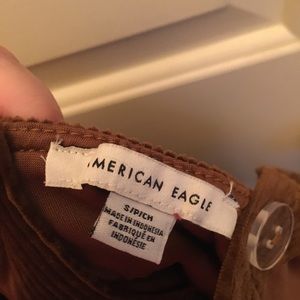 AMERICAN EAGLE
S/P/CH
MADE IN INDONESIA
FABRIQUÉ EN
INDONÉSIE